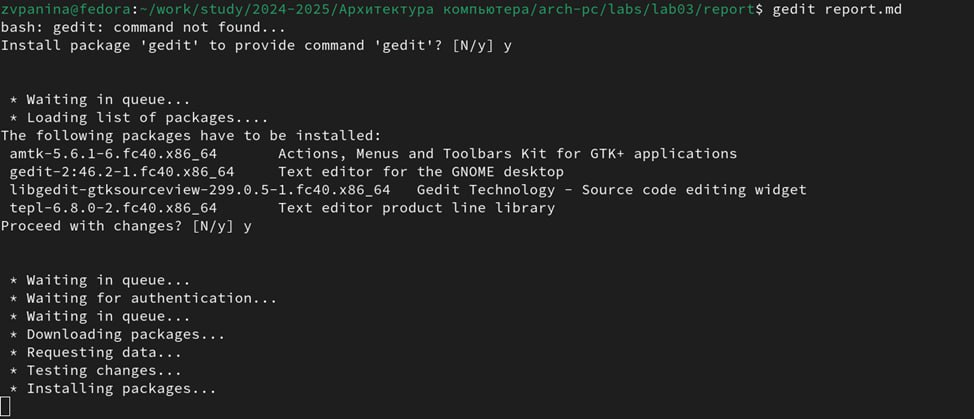 zvpanina@fedora:~/work/study/2024-2025/Архитектура компьютера/arch-pc/labs/lab03/report$ gedit report.md
bash: gedit: command not found...
Install package 'gedit' to provide command 'gedit'? [N/y] y
* Waiting in queue...
* Loading list of packages....
The following packages have to be installed:
amtk-5.6.1-6.fc40.x86_64 Actions, Menus and Toolbars Kit for GTK+ applications
gedit-2:46.2-1.fc40.x86_64 Text editor for the GNOME desktop
libgedit-gtksourceview-299.0.5-1.fc40.x86_64 Gedit Technology - Source code editing widget
tepl-6.8.0-2.fc40.x86_64 Text editor product line library
Proceed with changes? [N/y] y
* Waiting in queue...
* Waiting for authentication...
* Waiting in queue...
* Downloading packages...
* Requesting data...
* Testing changes...
* Installing packages...